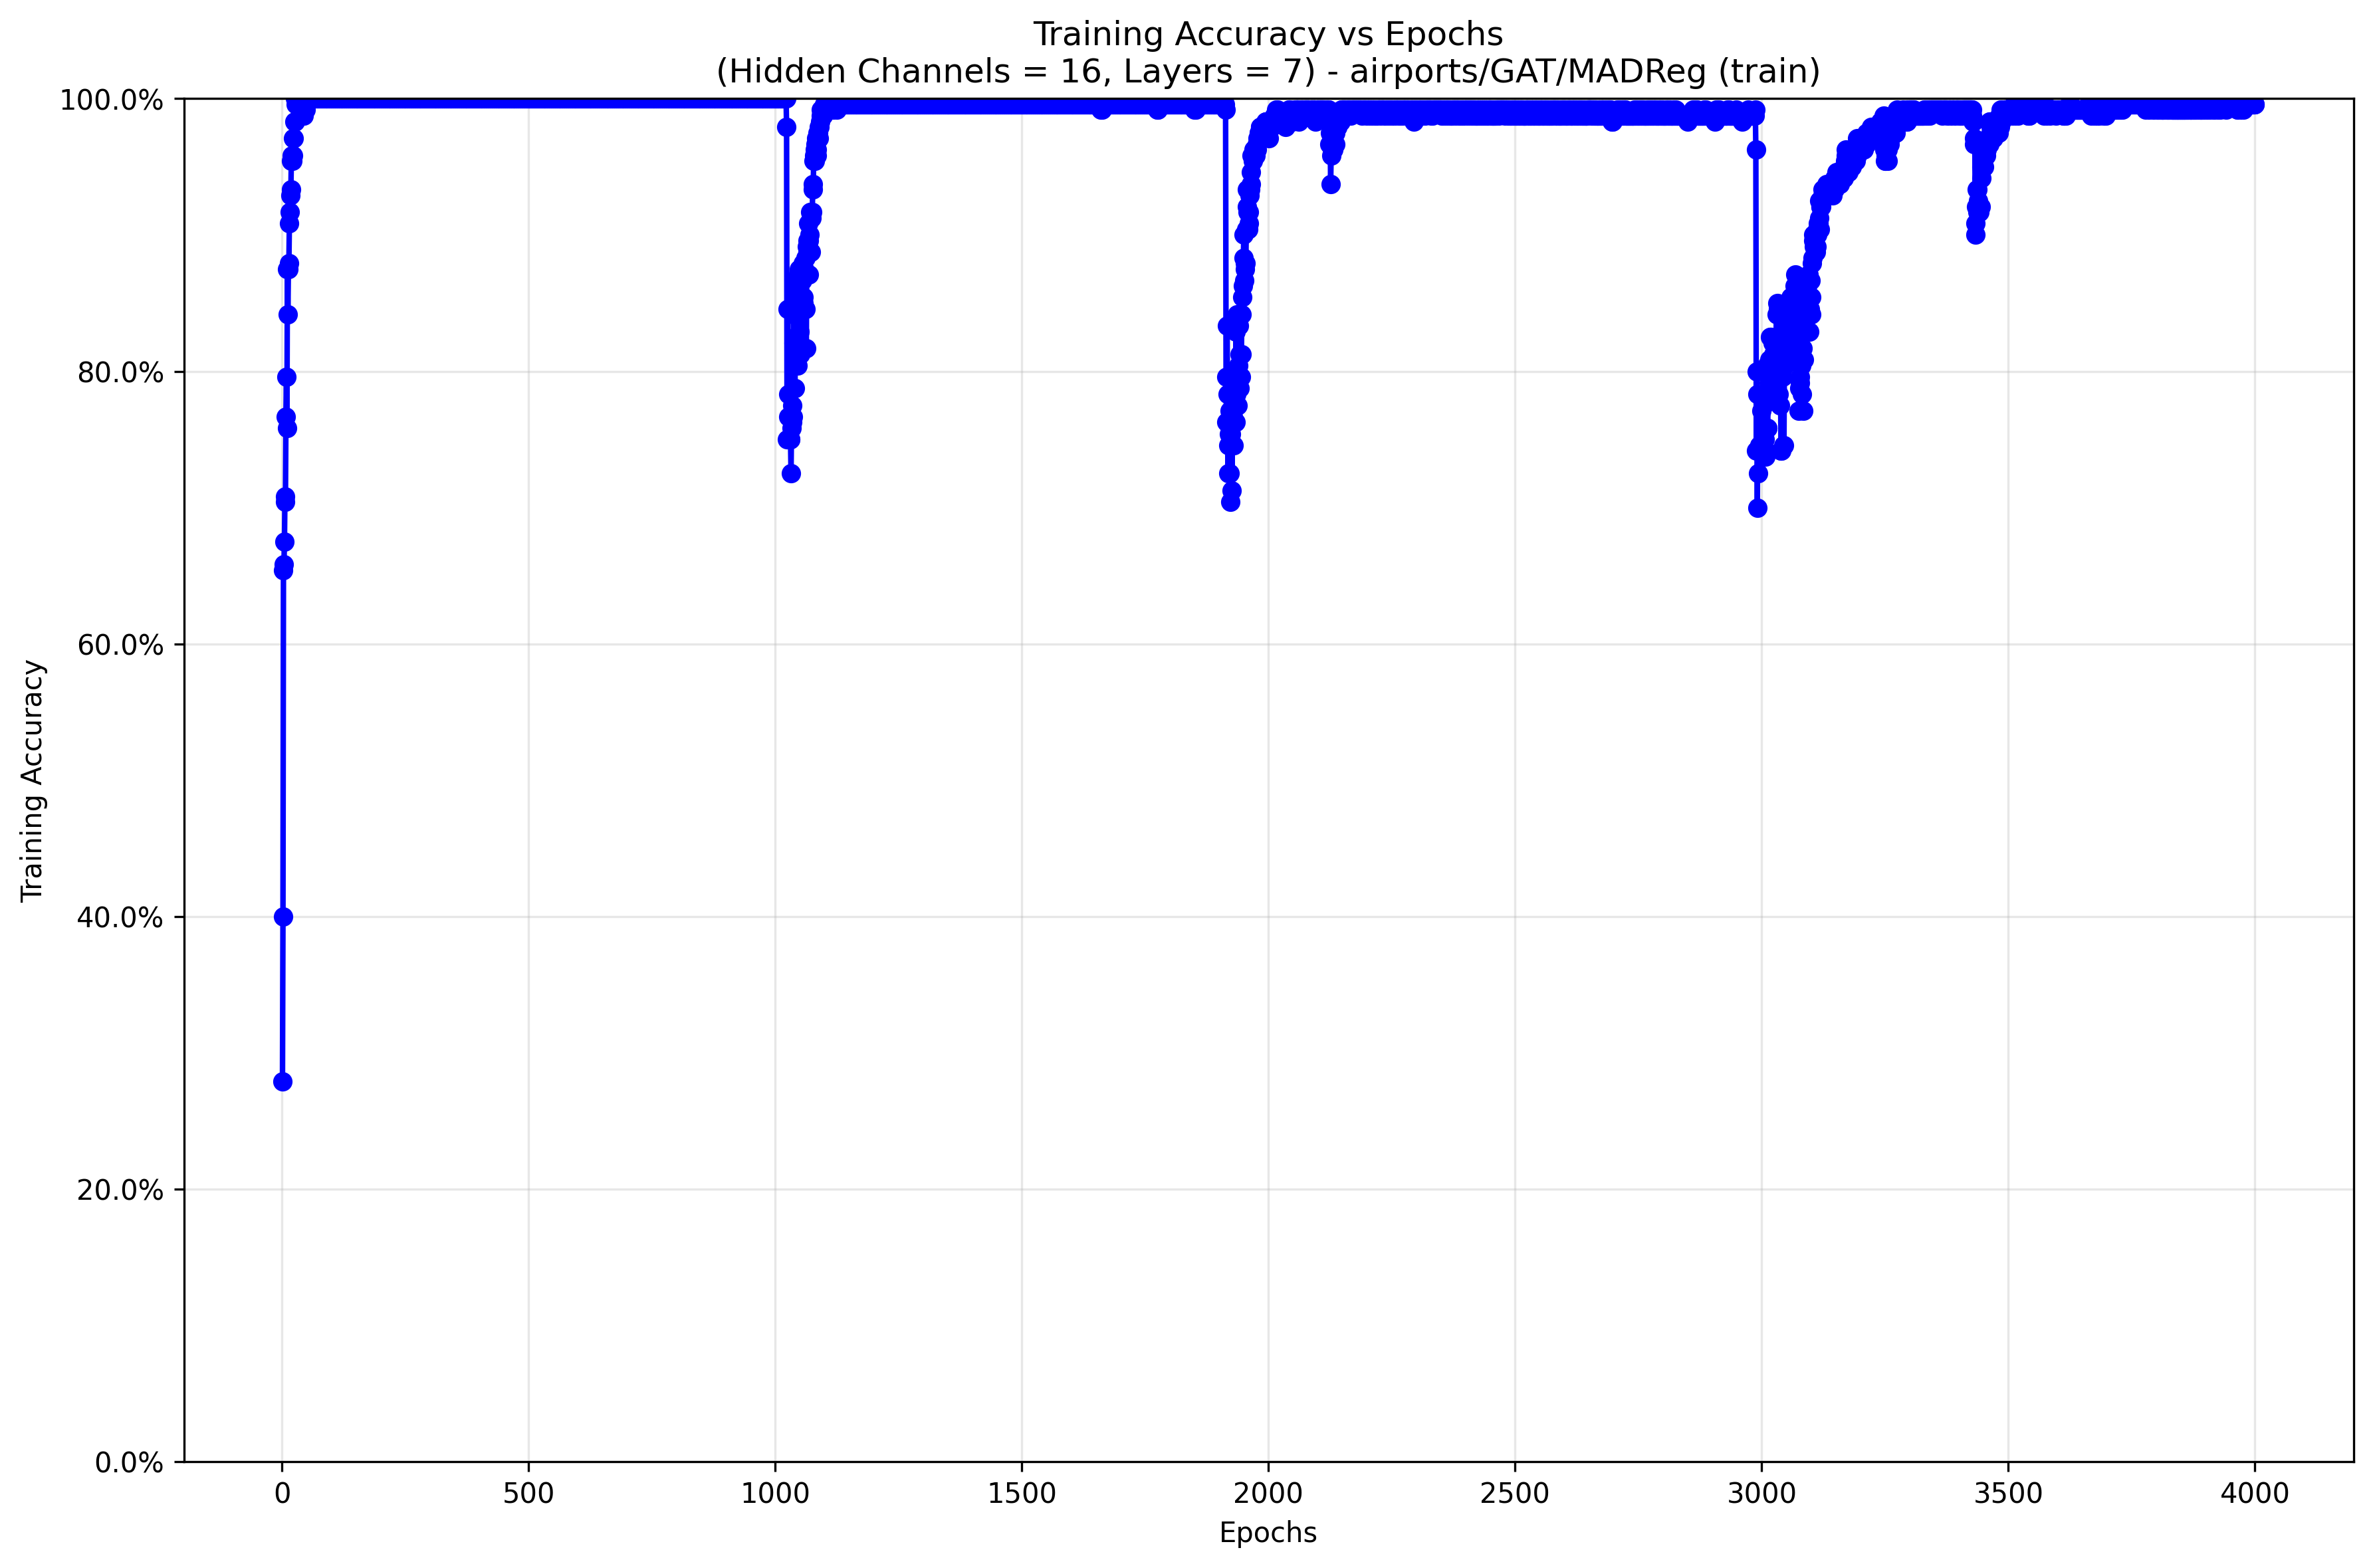 Training Accuracy vs Epochs
(Hidden Channels = 16, Layers = 7) - airports/GAT/MADReg (train)
100.0%
80.0%
60.0%
40.0%
20.0%
0.0%
Training Accuracy
0 500 1000 1500 2000 2500 3000 3500 4000
Epochs